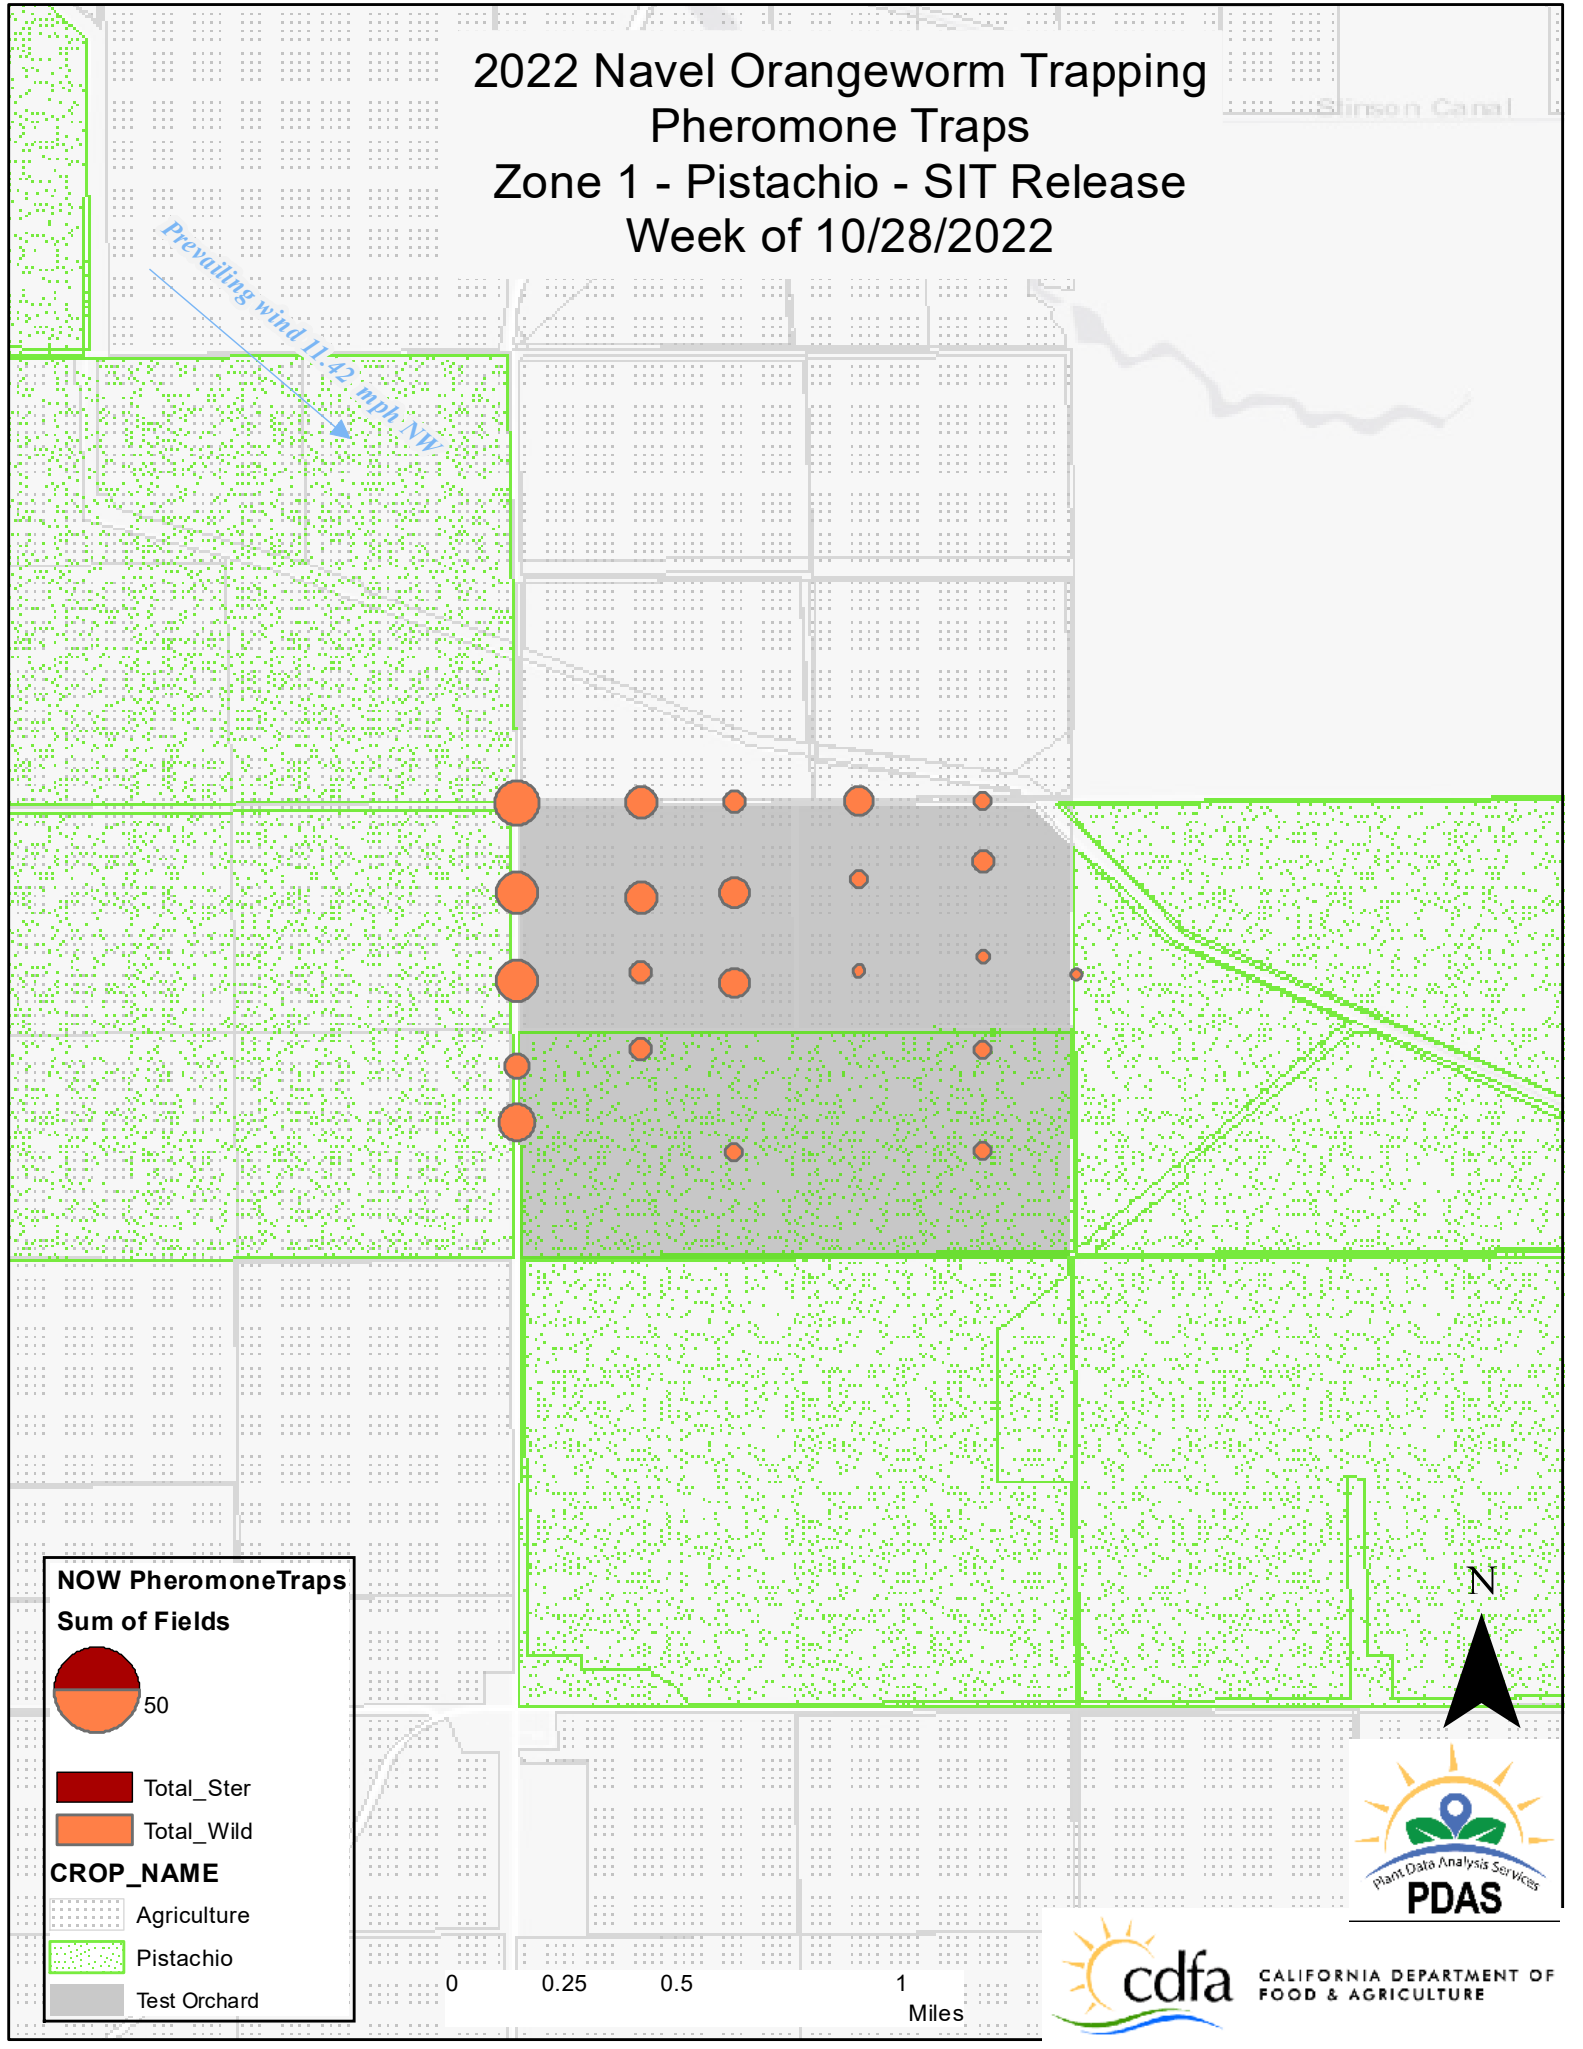 2022 Navel Orangeworm Trapping
Pheromone Traps
Zone 1 - Pistachio - SIT Release
Week of 10/28/2022
Stinson Canal
Prevailing wind 11.42 mph NW
NOW PheromoneTraps
Sum of Fields
50
Total_Ster
Total_Wild
CROP_NAME
Agriculture
Pistachio
Test Orchard
0 0.25 0.5 1
Miles
N
Plant Data Analysis Services
PDAS
cdfa
CALIFORNIA DEPARTMENT OF
FOOD & AGRICULTURE